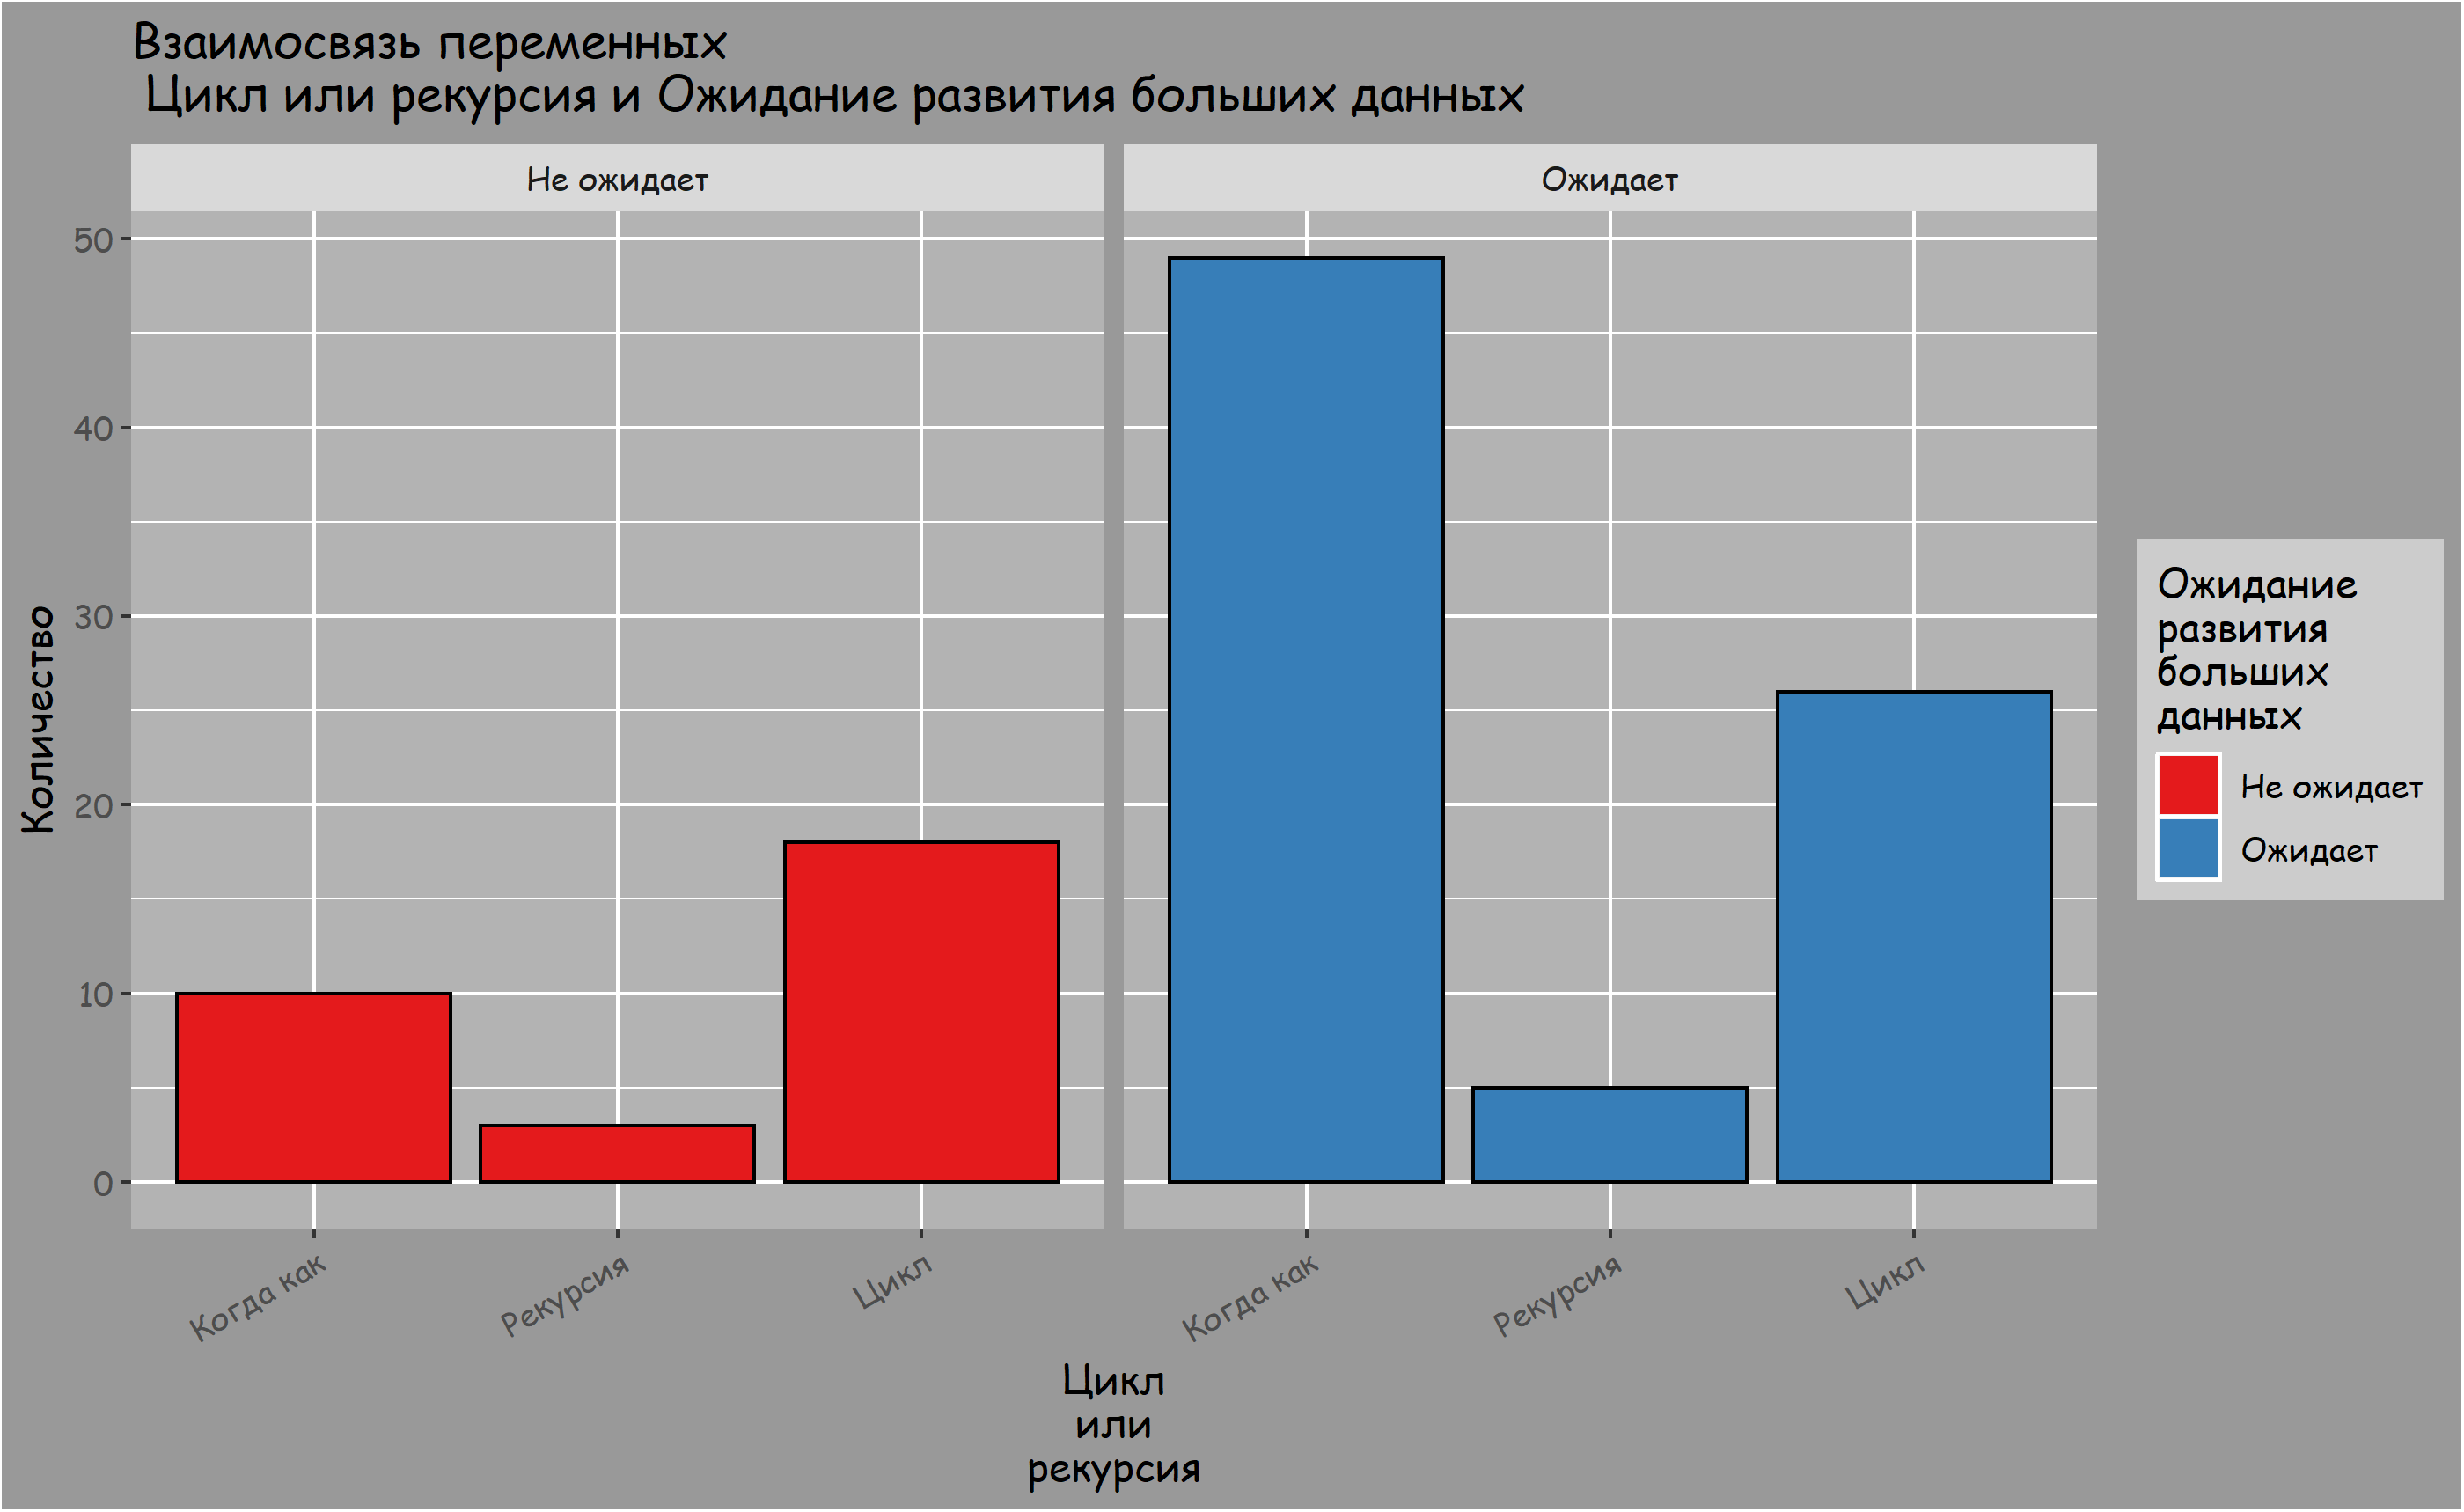 Взаимосвязь переменных
Цикл или рекурсия и Ожидание развития больших данных
Не ожидает
Ожидает
Количество
50
40
30
20
10
0
Когда как
Рекурсия
Цикл
Когда как
Рекурсия
Цикл
Цикл
или
рекурсия
Ожидание
развития
больших
данных
Не ожидает
Ожидает